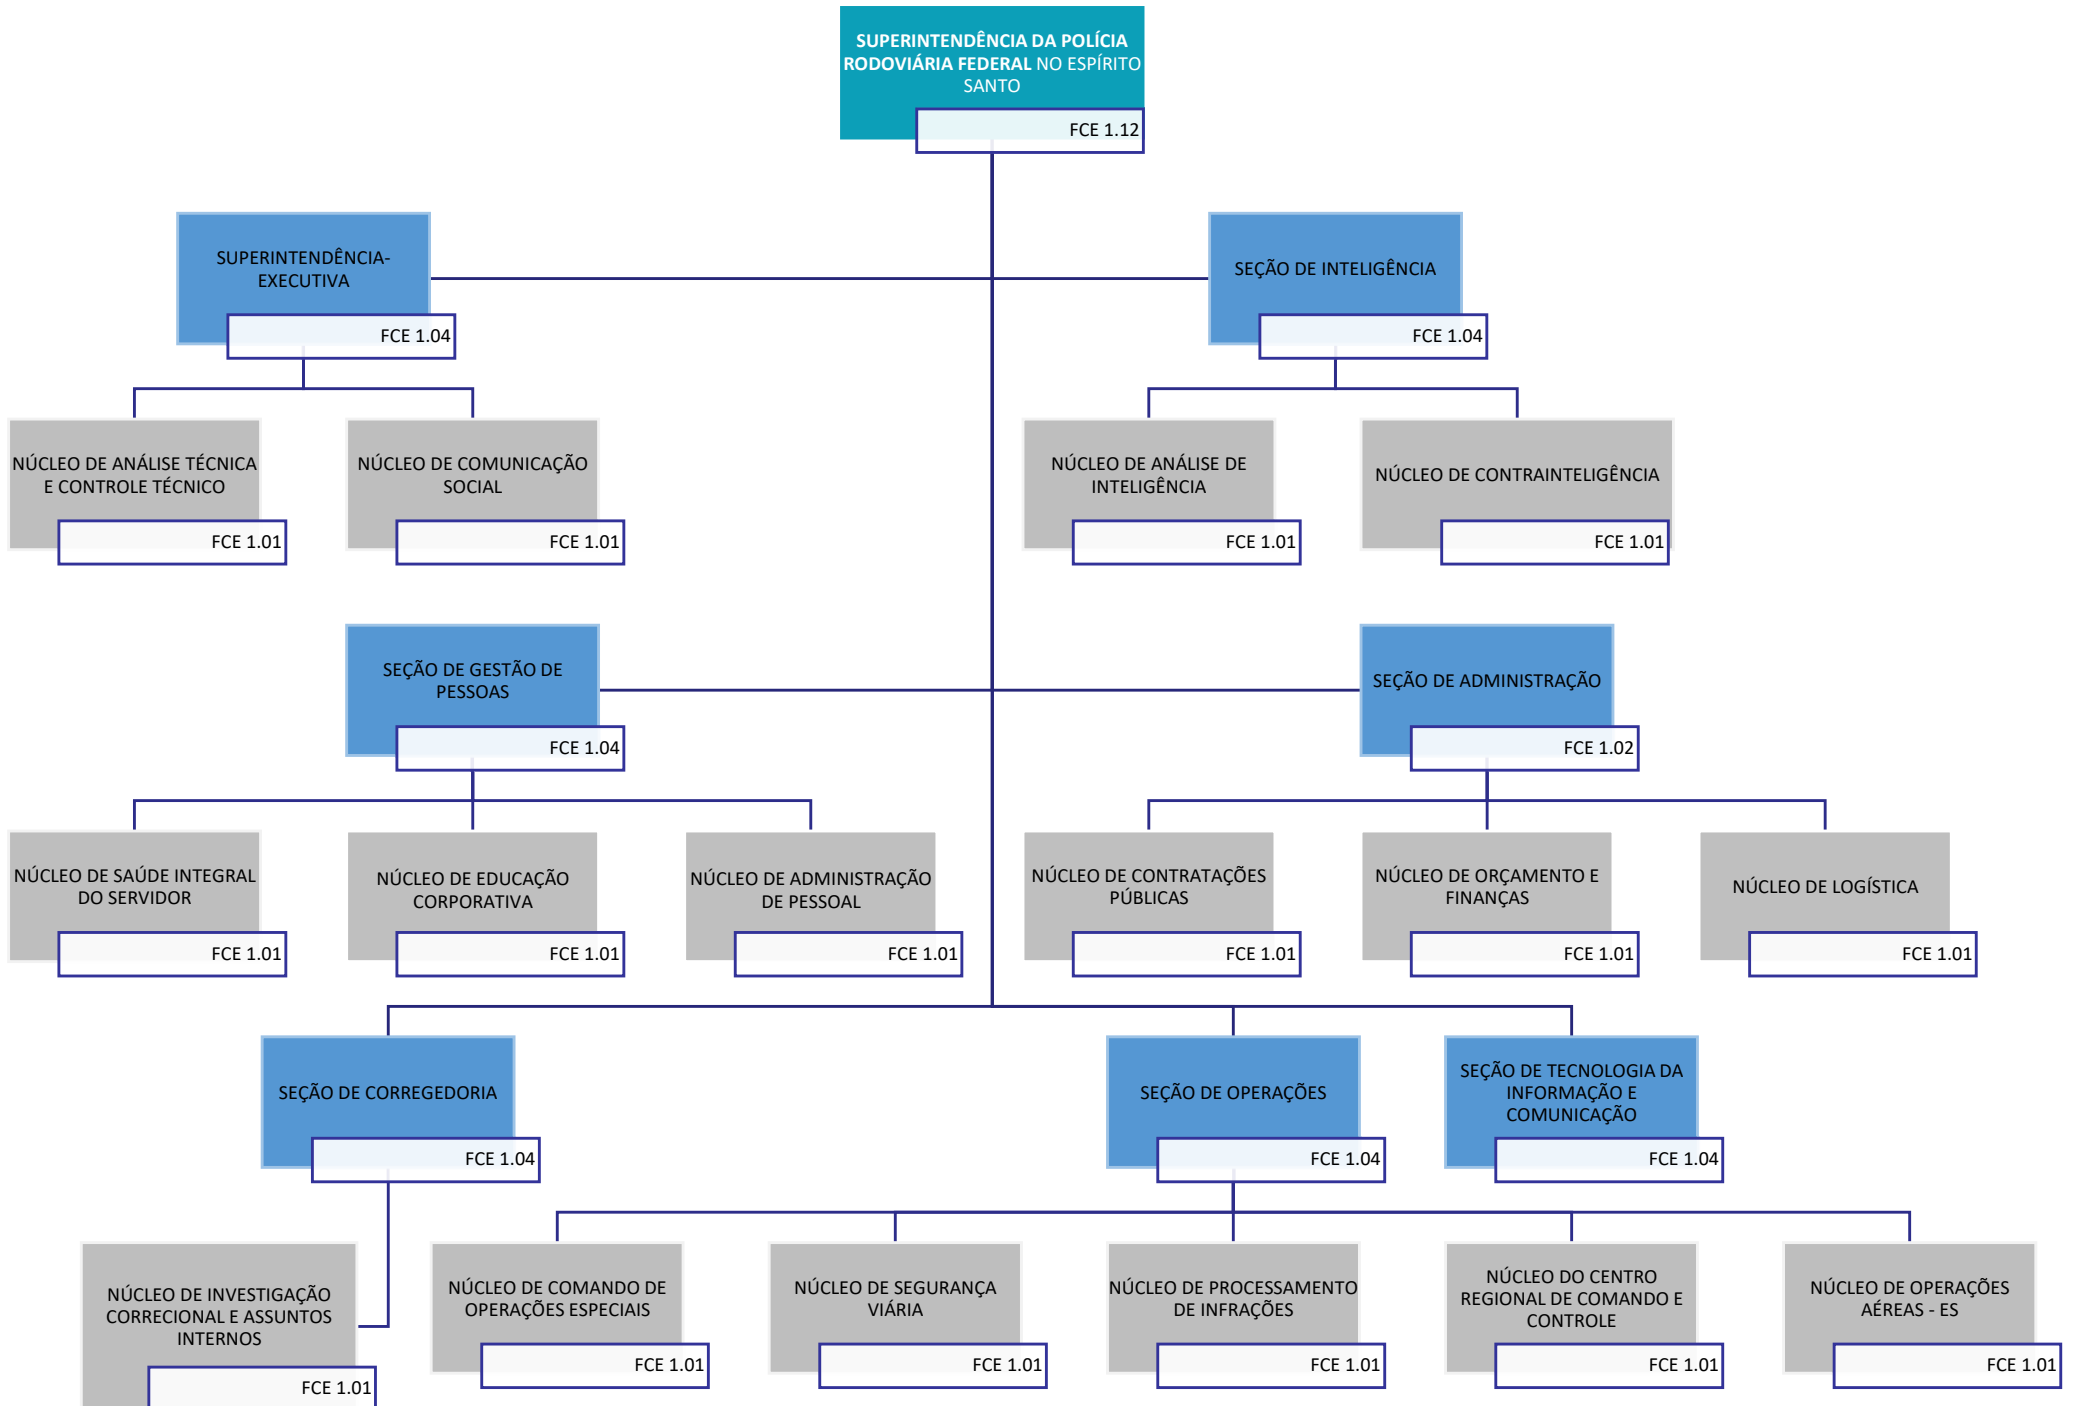 SUPERINTENDÊNCIA DA POLÍCIA
RODOVIÁRIA FEDERAL NO ESPÍRITO
SANTO
FCE 1.12
SUPERINTENDÊNCIA-
EXECUTIVA
FCE 1.04
SEÇÃO DE INTELIGÊNCIA
FCE 1.04
NÚCLEO DE ANÁLISE TÉCNICA
E CONTROLE TÉCNICO
FCE 1.01
NÚCLEO DE COMUNICAÇÃO
SOCIAL
FCE 1.01
NÚCLEO DE ANÁLISE DE
INTELIGÊNCIA
FCE 1.01
NÚCLEO DE CONTRAINTELIGÊNCIA
FCE 1.01
SEÇÃO DE GESTÃO DE
PESSOAS
FCE 1.04
SEÇÃO DE ADMINISTRAÇÃO
FCE 1.02
NÚCLEO DE SAÚDE INTEGRAL
DO SERVIDOR
FCE 1.01
NÚCLEO DE EDUCAÇÃO
CORPORATIVA
FCE 1.01
NÚCLEO DE ADMINISTRAÇÃO
DE PESSOAL
FCE 1.01
NÚCLEO DE CONTRATAÇÕES
PÚBLICAS
FCE 1.01
NÚCLEO DE ORÇAMENTO E
FINANÇAS
FCE 1.01
NÚCLEO DE LOGÍSTICA
FCE 1.01
SEÇÃO DE CORREGEDORIA
FCE 1.04
SEÇÃO DE OPERAÇÕES
FCE 1.04
SEÇÃO DE TECNOLOGIA DA
INFORMAÇÃO E
COMUNICAÇÃO
FCE 1.04
NÚCLEO DE INVESTIGAÇÃO
CORRECIONAL E ASSUNTOS
INTERNOS
FCE 1.01
NÚCLEO DE COMANDO DE
OPERAÇÕES ESPECIAIS
FCE 1.01
NÚCLEO DE SEGURANÇA
VIÁRIA
FCE 1.01
NÚCLEO DE PROCESSAMENTO
DE INFRAÇÕES
FCE 1.01
NÚCLEO DO CENTRO
REGIONAL DE COMANDO E
CONTROLE
FCE 1.01
NÚCLEO DE OPERAÇÕES
AÉREAS - ES
FCE 1.01